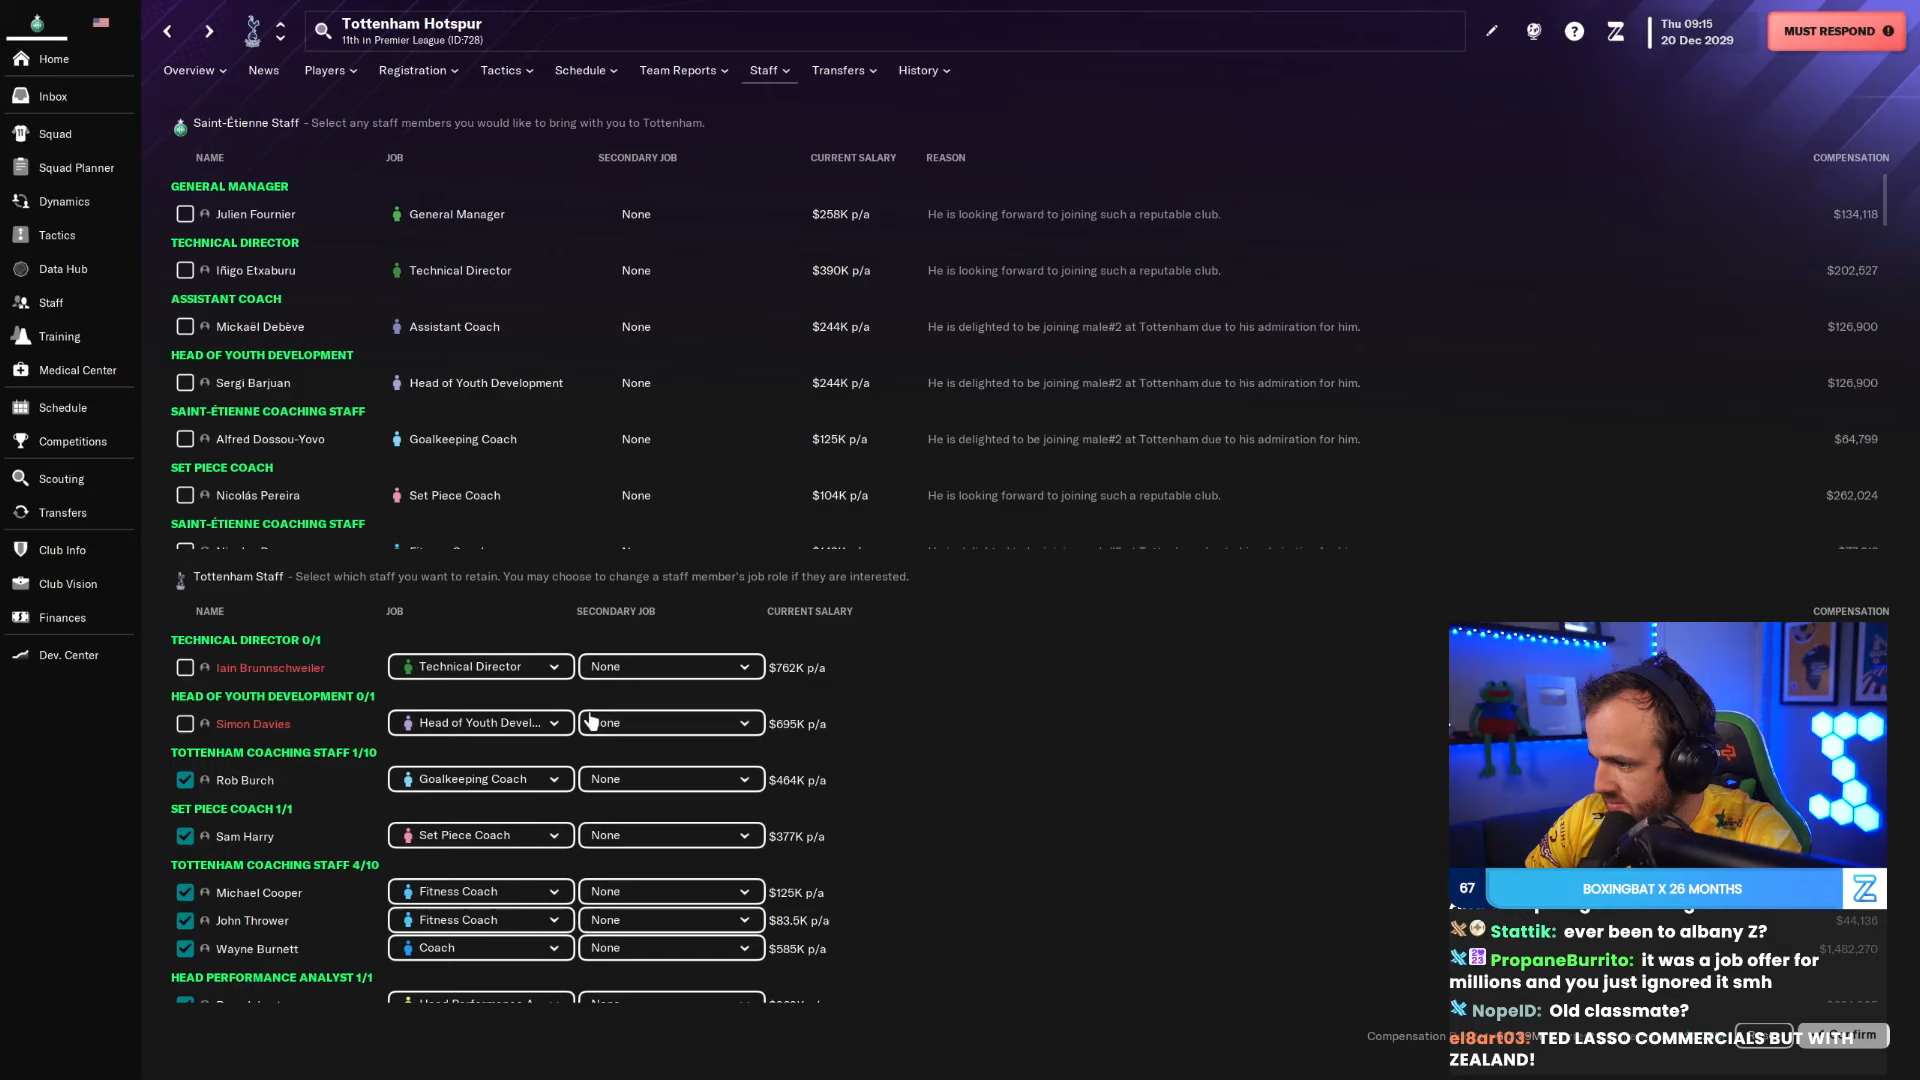 Tottenham Hotspur
11th in Premier League (ID:728)
Thu 09:15
20 Dec 2029
MUST RESPOND
Overview
News
Players
Registration
Tactics
Schedule
Team Reports
Staff
Transfers
History
Home
Inbox
Squad
Squad Planner
Dynamics
Tactics
Data Hub
Staff
Training
Medical Center
Schedule
Competitions
Scouting
Transfers
Club Info
Club Vision
Finances
Dev. Center
Saint-Étienne Staff - Select any staff members you would like to bring with you to Tottenham.
NAME JOB SECONDARY JOB CURRENT SALARY REASON COMPENSATION
GENERAL MANAGER
Julien Fournier General Manager None $258K p/a He is looking forward to joining such a reputable club. $134,118
TECHNICAL DIRECTOR
Iñigo Etxaburu Technical Director None $390K p/a He is looking forward to joining such a reputable club. $202,527
ASSISTANT COACH
Mickaël Debève Assistant Coach None $244K p/a He is delighted to be joining male#2 at Tottenham due to his admiration for him. $126,900
HEAD OF YOUTH DEVELOPMENT
Sergi Barjuan Head of Youth Development None $244K p/a He is delighted to be joining male#2 at Tottenham due to his admiration for him. $126,900
SAINT-ÉTIENNE COACHING STAFF
Alfred Dossou-Yovo Goalkeeping Coach None $125K p/a He is delighted to be joining male#2 at Tottenham due to his admiration for him. $64,799
SET PIECE COACH
Nicolás Pereira Set Piece Coach None $104K p/a He is looking forward to joining such a reputable club. $262,024
SAINT-ÉTIENNE COACHING STAFF
Tottenham Staff - Select which staff you want to retain. You may choose to change a staff member's job role if they are interested.
NAME JOB SECONDARY JOB CURRENT SALARY COMPENSATION
TECHNICAL DIRECTOR 0/1
Iain Brunnschweiler Technical Director None $762K p/a
HEAD OF YOUTH DEVELOPMENT 0/1
Simon Davies Head of Youth Devel... one $695K p/a
TOTTENHAM COACHING STAFF 1/10
Rob Burch Goalkeeping Coach None $464K p/a
SET PIECE COACH 1/1
Sam Harry Set Piece Coach None $377K p/a
TOTTENHAM COACHING STAFF 4/10
Michael Cooper Fitness Coach None $125K p/a
John Thrower Fitness Coach None $83.5K p/a $44,136
Wayne Burnett Coach None $585K p/a $1,482,270
HEAD PERFORMANCE ANALYST 1/1
67 BOXINGBAT X 26 MONTHS
Stattik: ever been to albany Z?
PropaneBurrito: it was a job offer for
millions and you just ignored it smh
NopeID: Old classmate?
el8art03: TED LASSO COMMERCIALS BUT WITH
ZEALAND!
Compensation